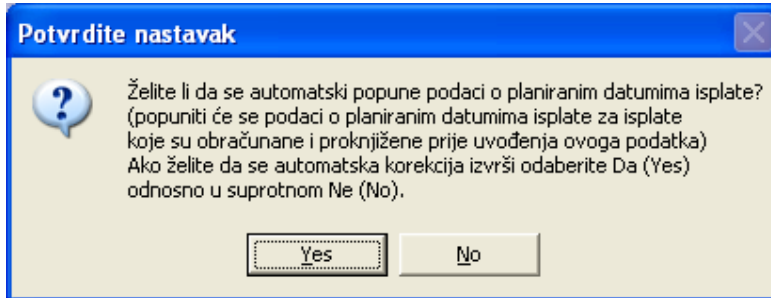 Potvrdite nastavak
Želite li da se automatski popune podaci o planiranim datumima isplate?
(popuniti će se podaci o planiranim datumima isplate za isplate
koje su obračunane i proknjižene prije uvođenja ovoga podatka)
Ako želite da se automatska korekcija izvrši odaberite Da (Yes)
odnosno u suprotnom Ne (No).
Yes
No